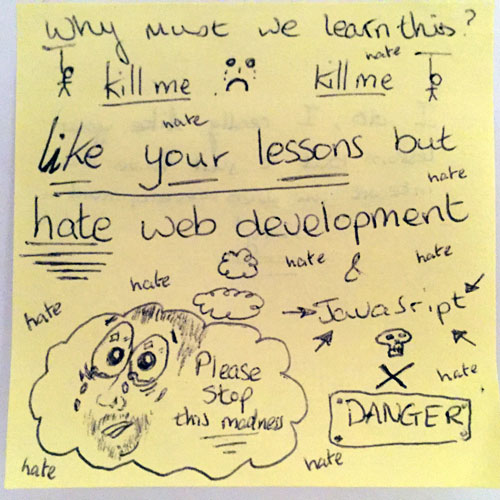 Why must we learn this?
hate
kill me kill me
hate
like your lessons but
hate
hate web development
hate hate hate
&
hate
JavaScript
Please
Stop
this madness
hate
DANGER
hate hate